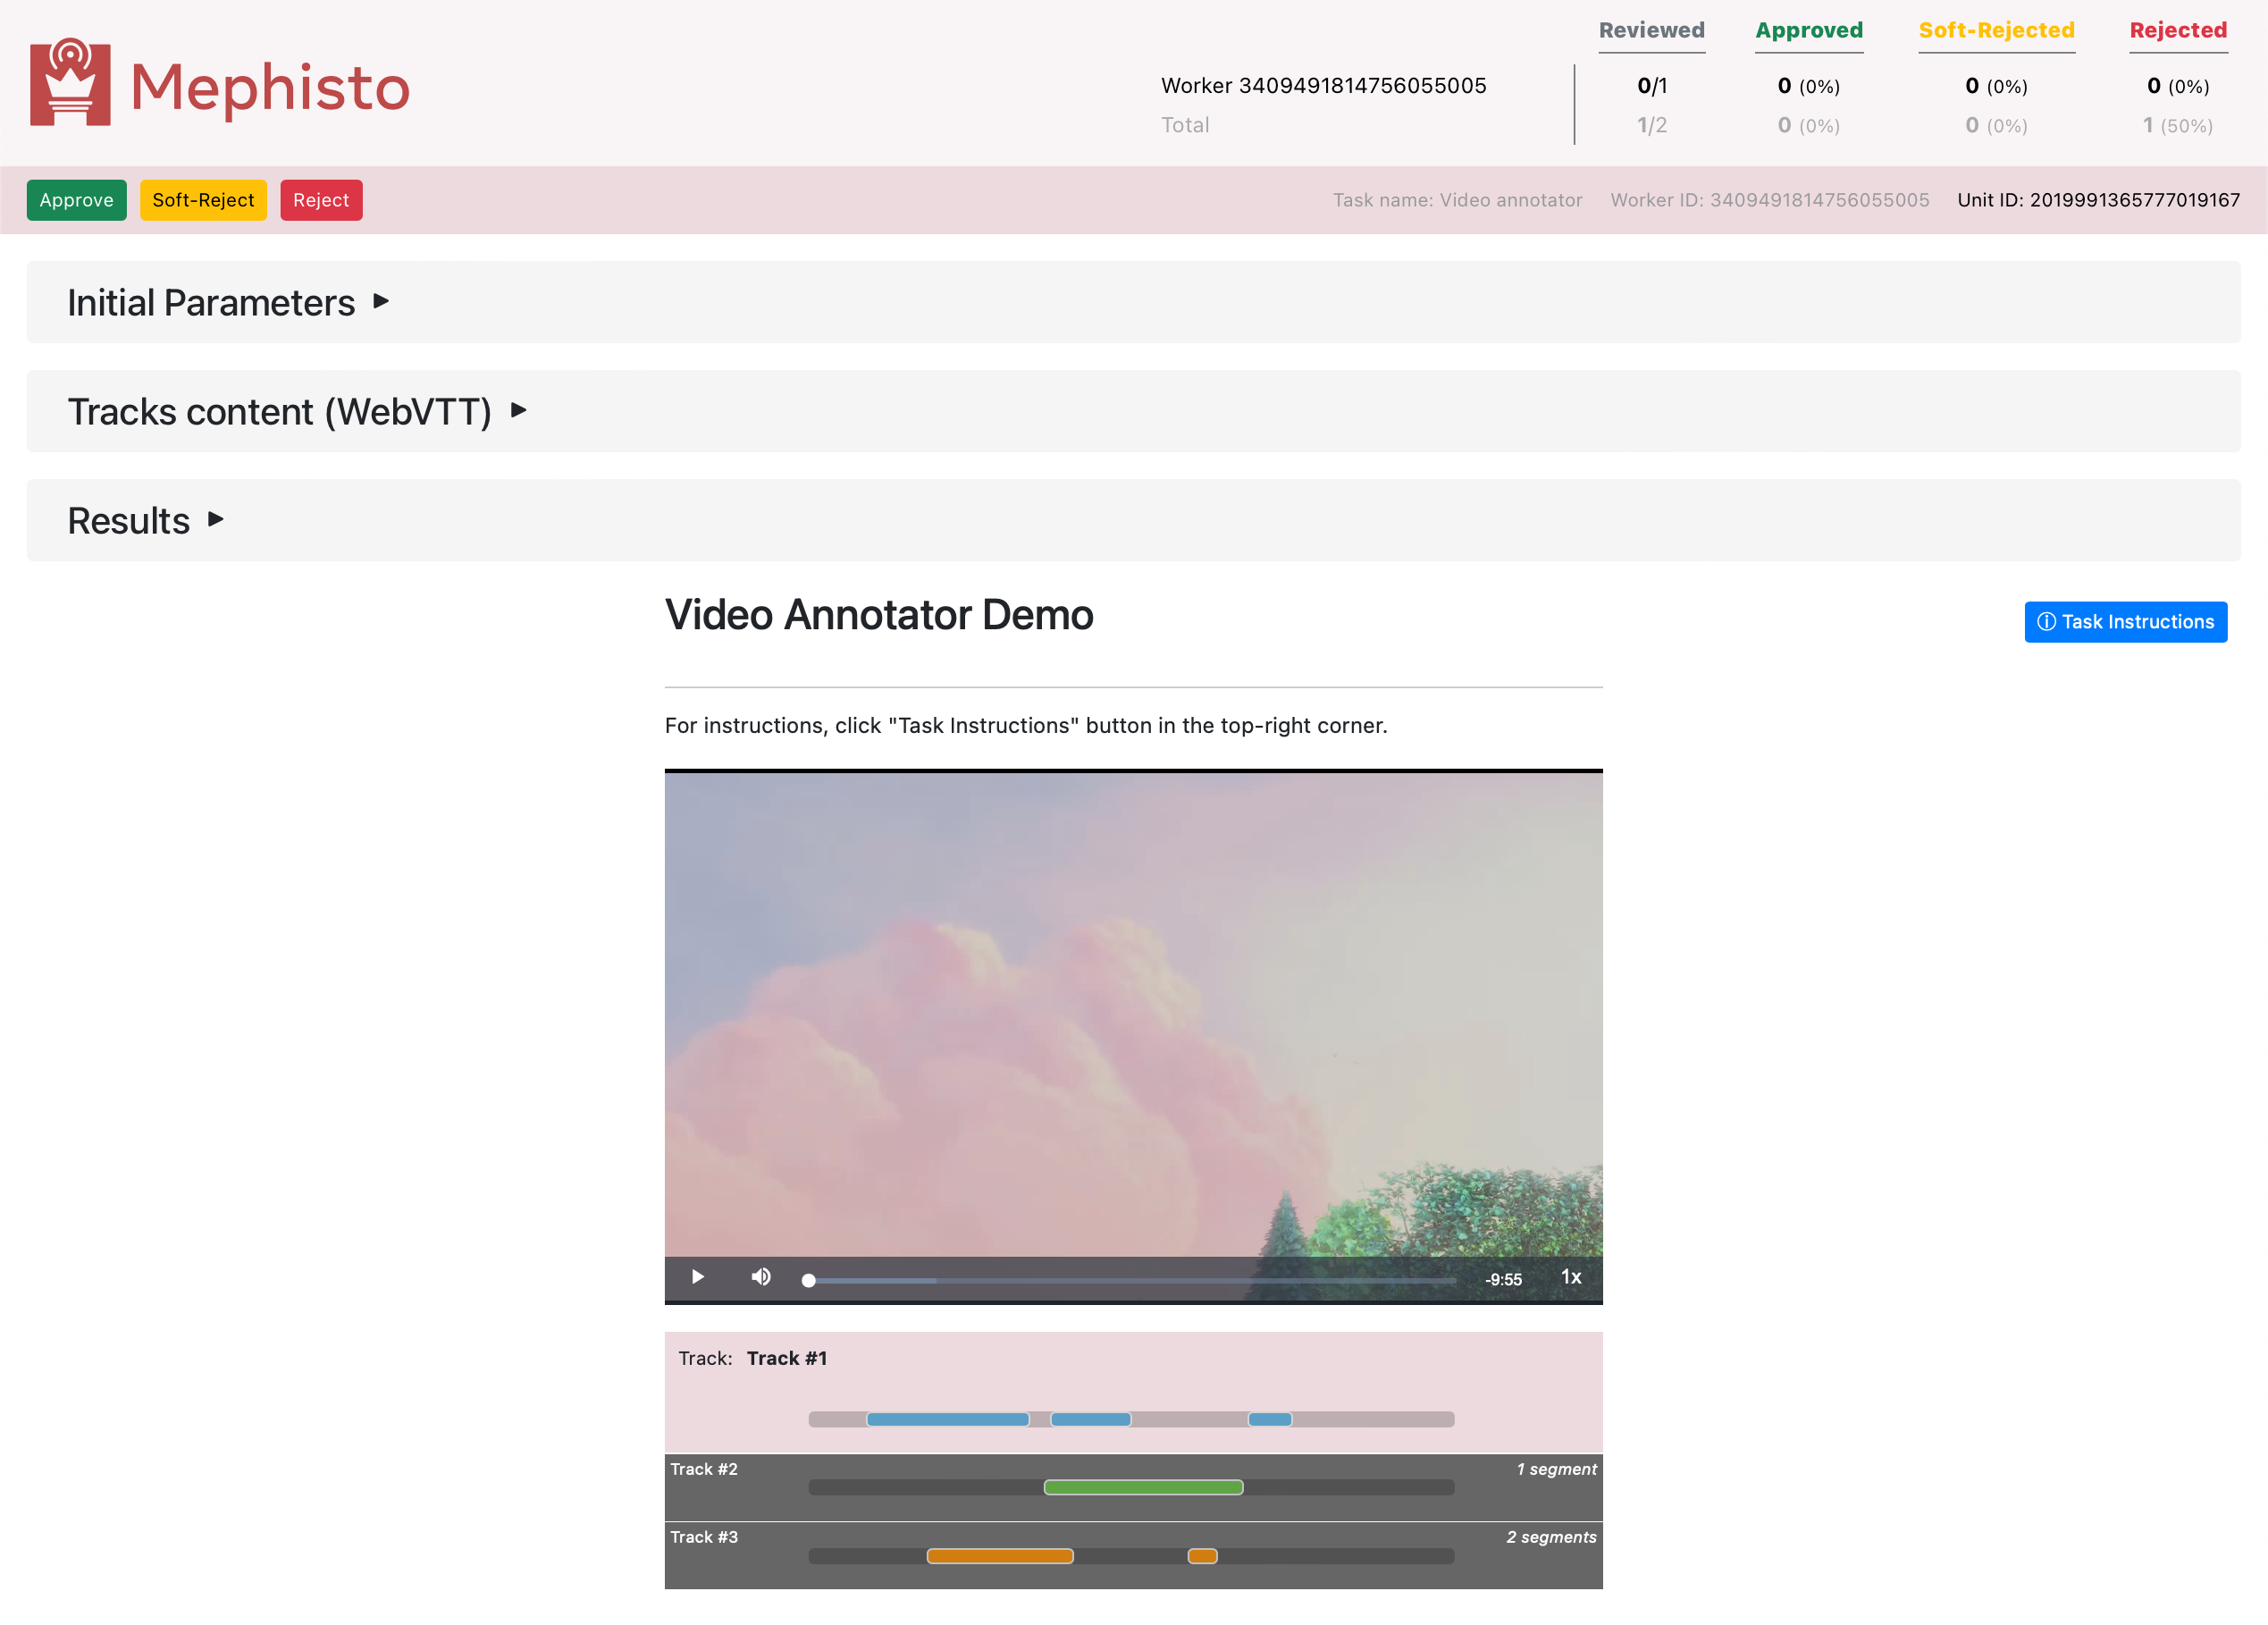 Mephisto
Reviewed Approved Soft-Rejected Rejected
Worker 3409491814756055005 0/1 0 (0%) 0 (0%) 0 (0%)
Total 1/2 0 (0%) 0 (0%) 1 (50%)
Approve Soft-Reject Reject Task name: Video annotator Worker ID: 3409491814756055005 Unit ID: 2019991365777019167
Initial Parameters
Tracks content (WebVTT)
Results
Video Annotator Demo
Task Instructions
For instructions, click "Task Instructions" button in the top-right corner.
-9:55 1x
Track: Track #1
Track #2 1 segment
Track #3 2 segments